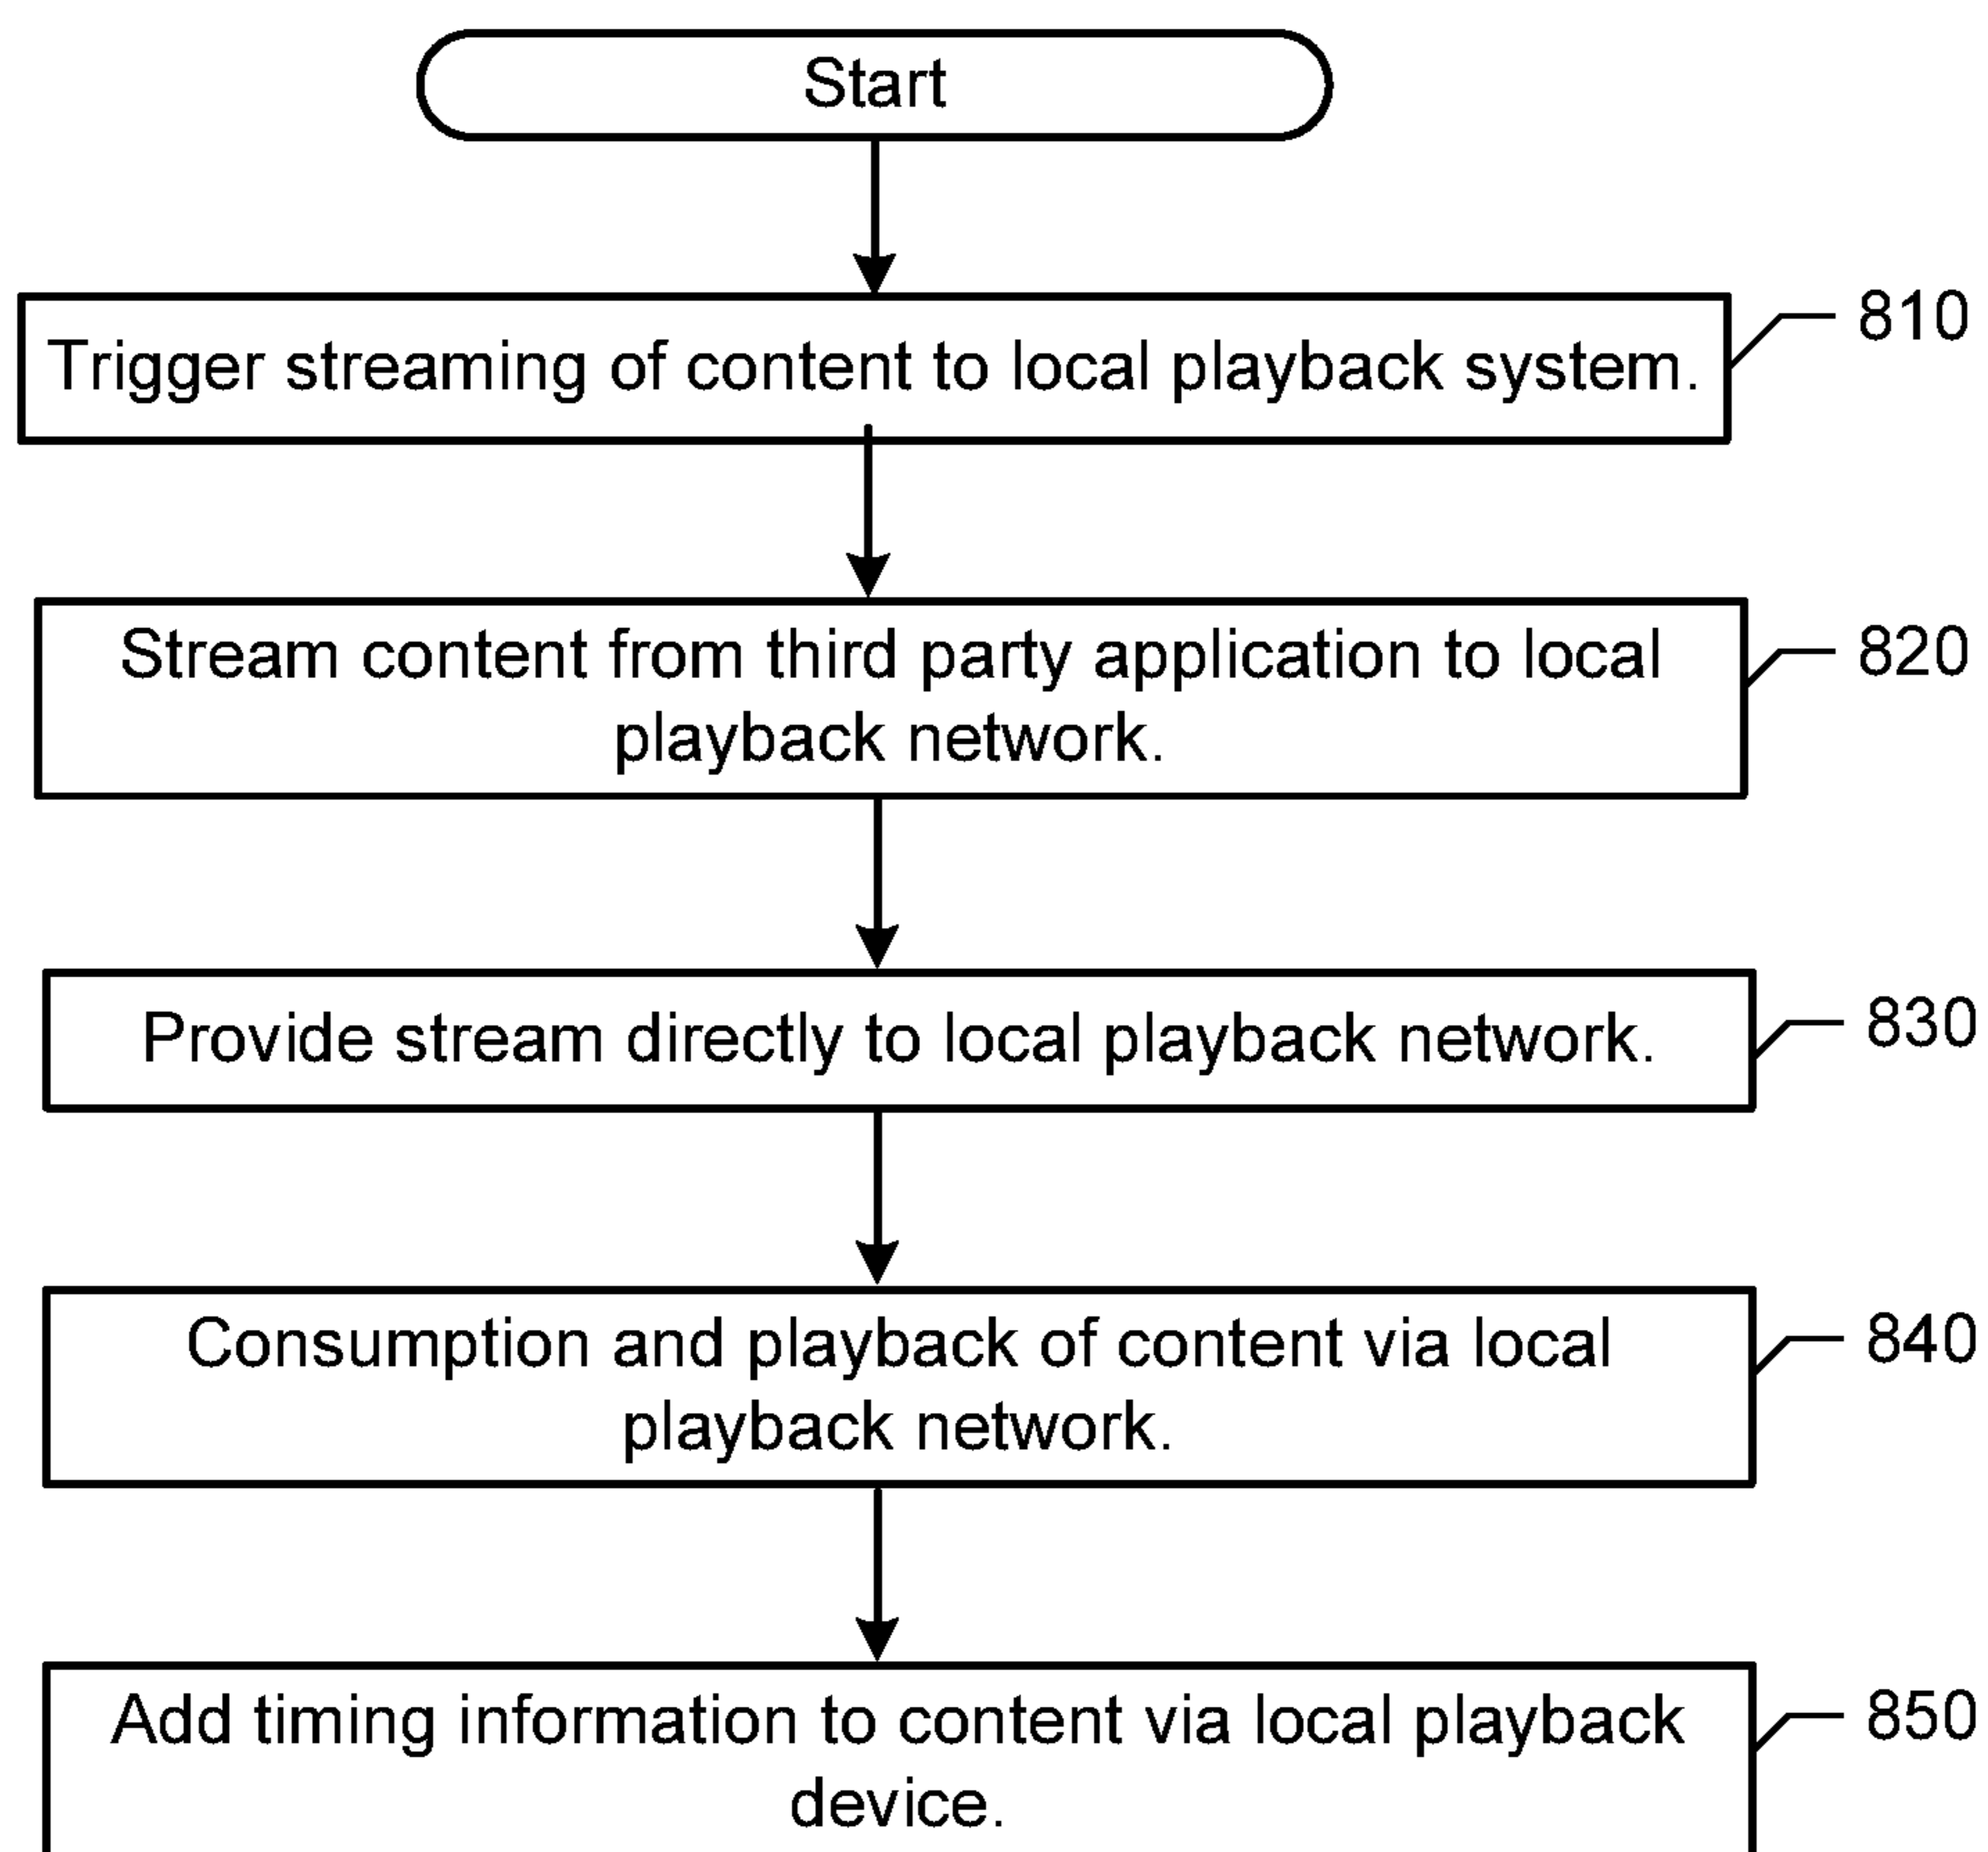 Start
Trigger streaming of content to local playback system.
810
Stream content from third party application to local
playback network.
820
Provide stream directly to local playback network.
830
Consumption and playback of content via local
playback network.
840
Add timing information to content via local playback
device.
850